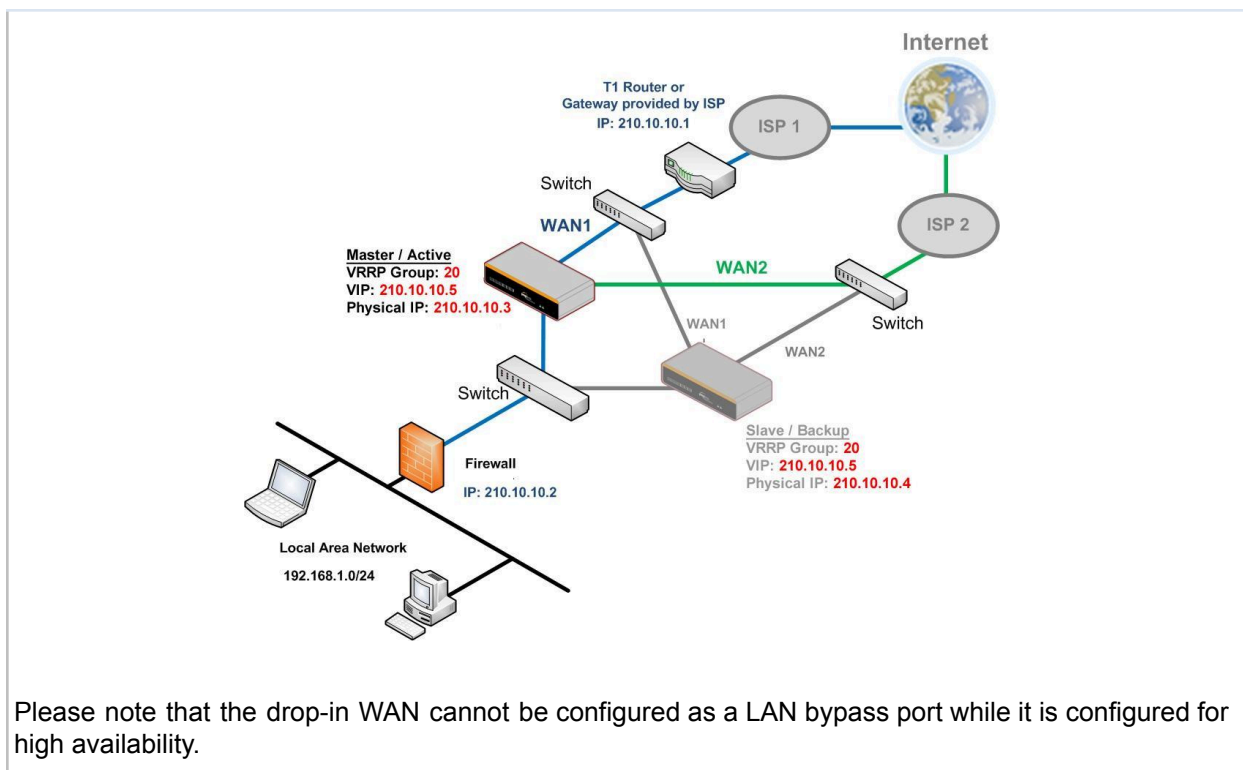 Internet
T1 Router or
Gateway provided by ISP
IP: 210.10.10.1
ISP 1
Switch
WAN1
ISP 2
Master / Active
VRRP Group: 20
VIP: 210.10.10.5
Physical IP: 210.10.10.3
WAN2
Switch
WAN1
WAN2
Switch
Slave / Backup
VRRP Group: 20
VIP: 210.10.10.5
Physical IP: 210.10.10.4
Firewall
IP: 210.10.10.2
Local Area Network
192.168.1.0/24
Please note that the drop-in WAN cannot be configured as a LAN bypass port while it is configured for
high availability.